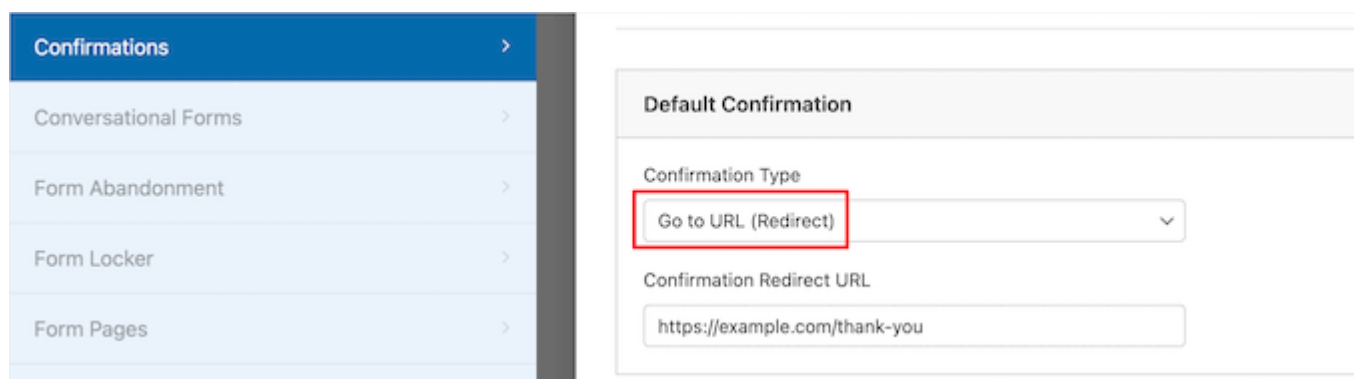 Confirmations
Conversational Forms
Form Abandonment
Form Locker
Form Pages
Default Confirmation
Confirmation Type
Go to URL (Redirect)
Confirmation Redirect URL
https://example.com/thank-you